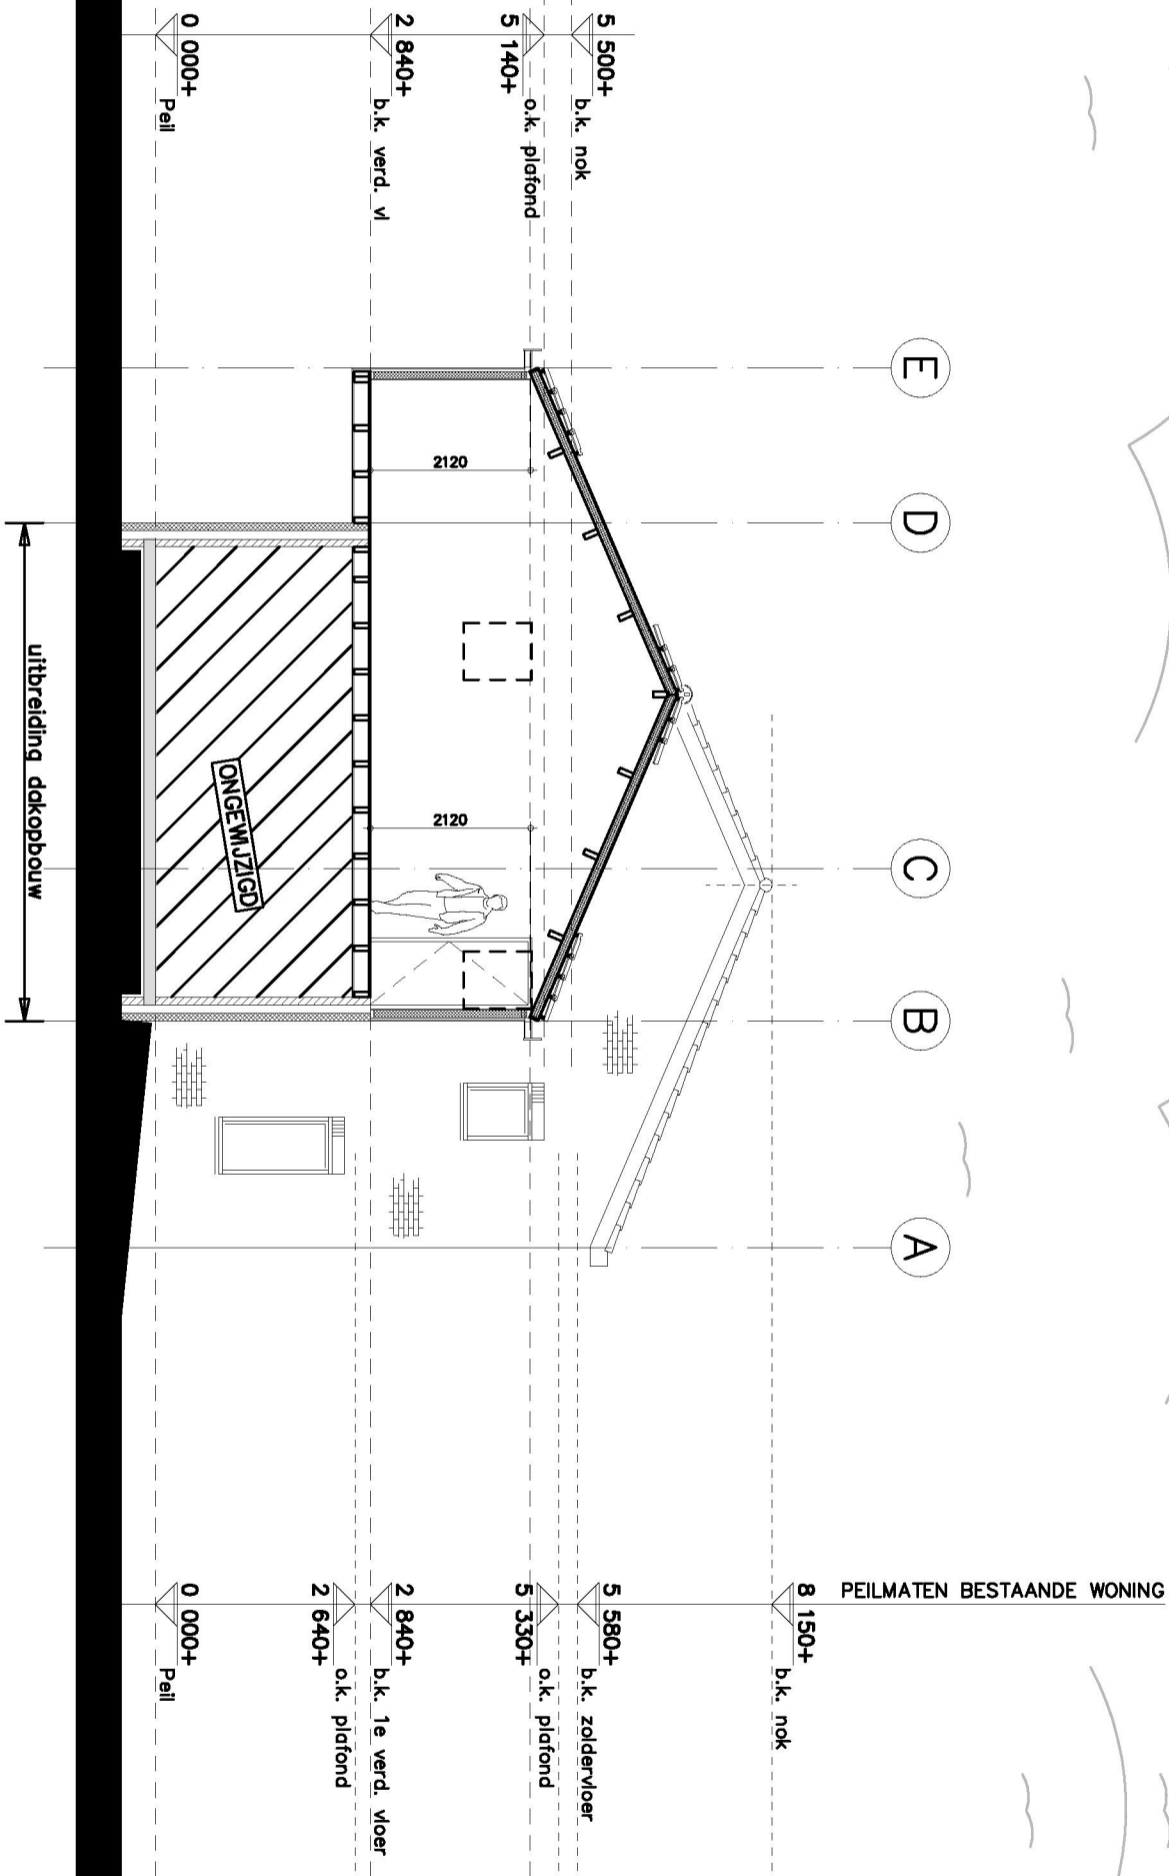 E
D
C
B
A
PEILMATEN BESTAANDE WONING
8 150+
b.k. nok
5 500+
b.k. nok
5 140+
o.k. plafond
2 840+
b.k. verd. vl
0 000+
Peil
5 580+
b.k. zoldervloer
5 330+
o.k. plafond
2 840+
b.k. 1e verd. vloer
2 640+
o.k. plafond
0 000+
Peil
2120
2120
ONGEWIJZIGD
uitbreiding dakopbouw